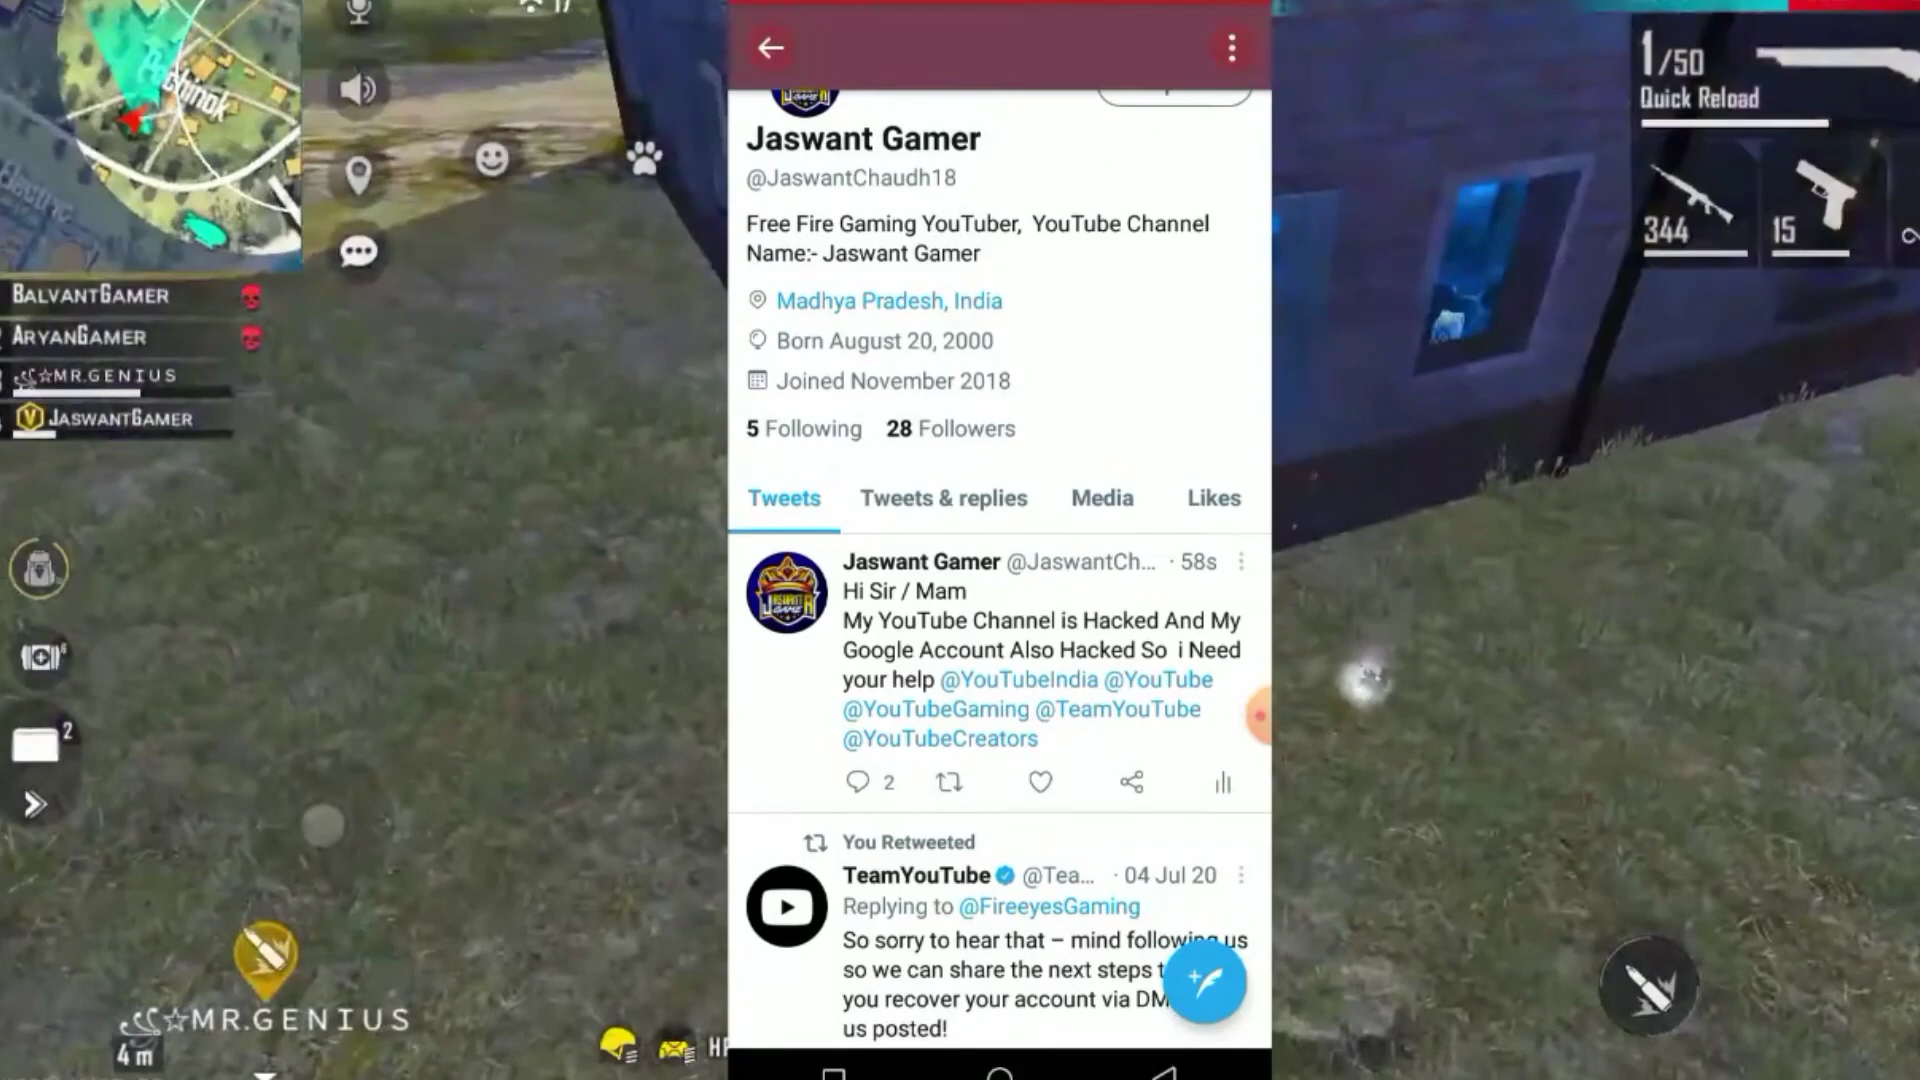 Pochinok
17
BALVANTGAMER
ARYANGAMER
☆MR.GENIUS
V JASWANTGAMER
2
☆MR.GENIUS
4 m
HP
Jaswant Gamer
@JaswantChaudh18
Free Fire Gaming YouTuber, YouTube Channel
Name:- Jaswant Gamer
Madhya Pradesh, India
Born August 20, 2000
Joined November 2018
5 Following 28 Followers
Tweets Tweets & replies Media Likes
Jaswant Gamer @JaswantCh... · 58s
Hi Sir / Mam
My YouTube Channel is Hacked And My
Google Account Also Hacked So i Need
your help @YouTubeIndia @YouTube
@YouTubeGaming @TeamYouTube
@YouTubeCreators
2
You Retweeted
TeamYouTube @Tea... · 04 Jul 20
Replying to @FireeyesGaming
So sorry to hear that – mind following us
so we can share the next steps
you recover your account via DM
us posted!
1/50
Quick Reload
344
15